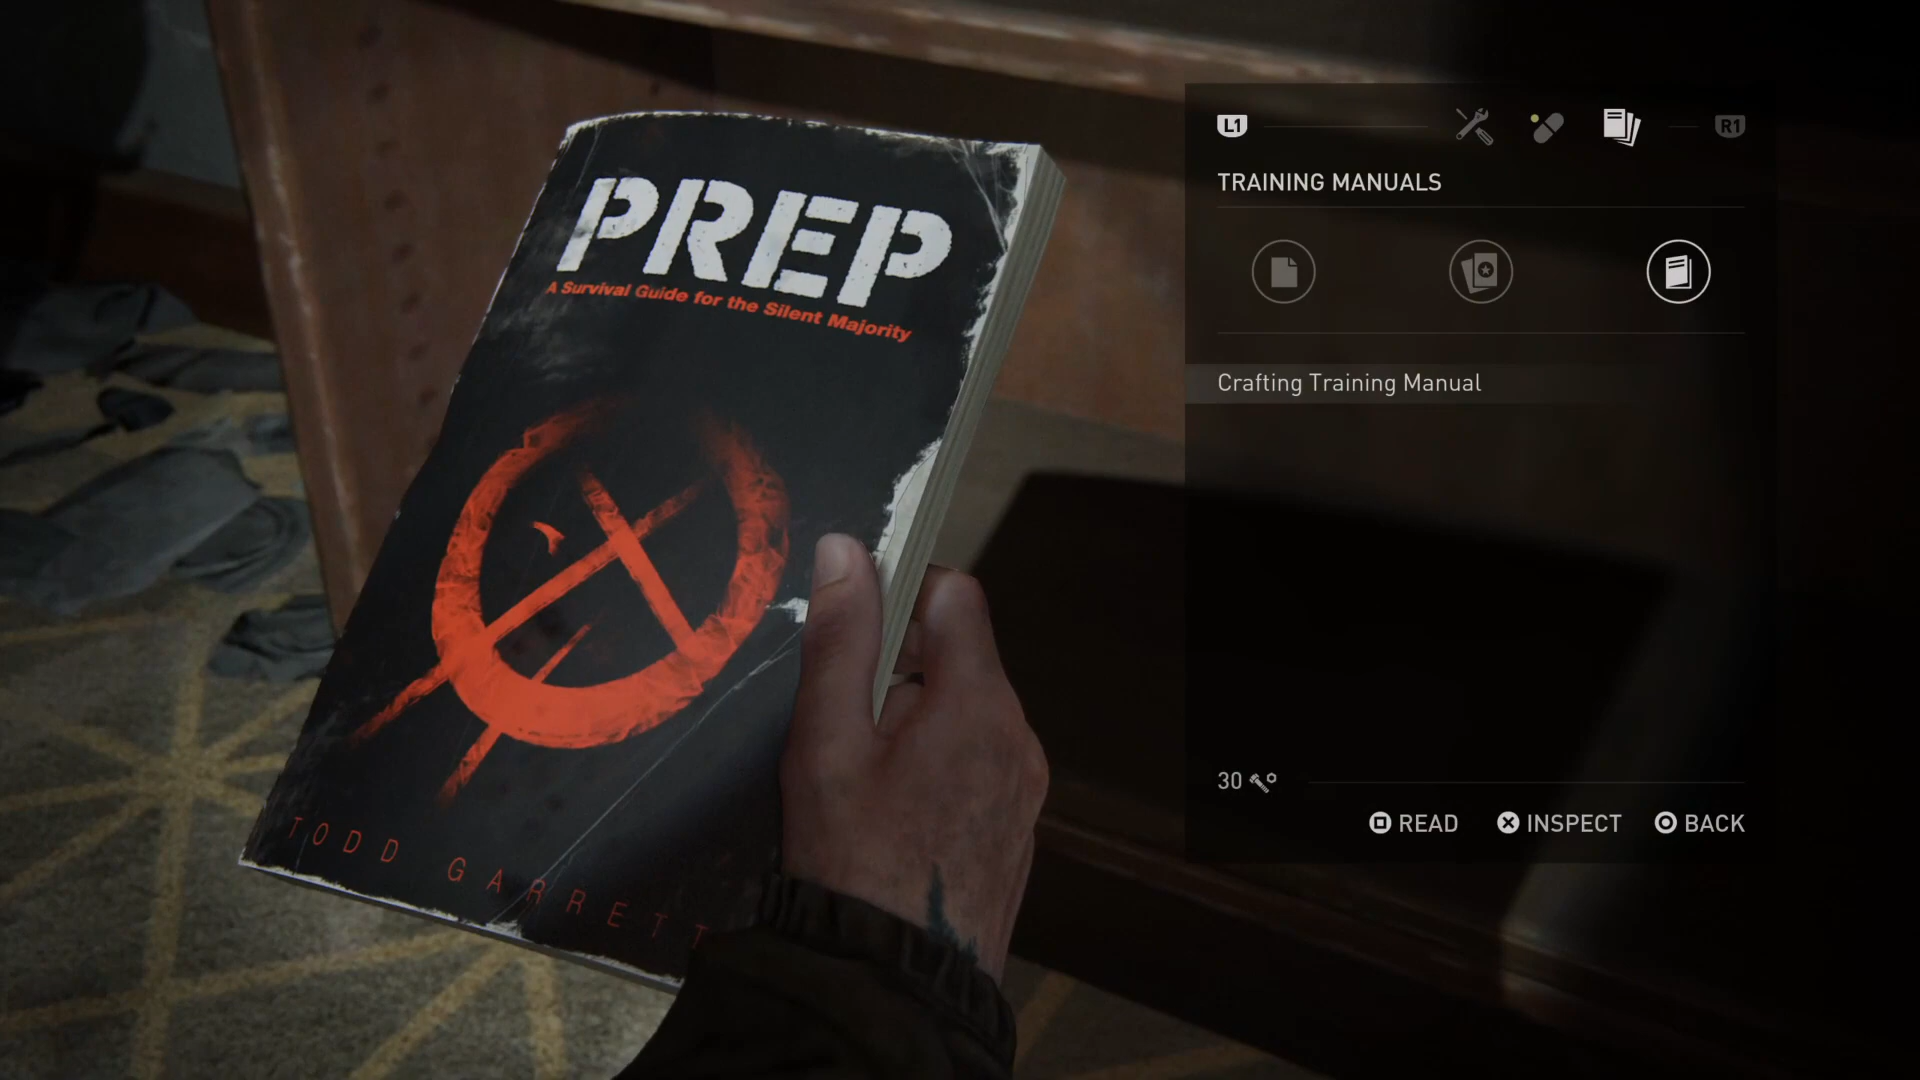 PREP
A Survival Guide for the Silent Majority
TODD GARRETT
L1
R1
TRAINING MANUALS
Crafting Training Manual
30
READ
INSPECT
BACK